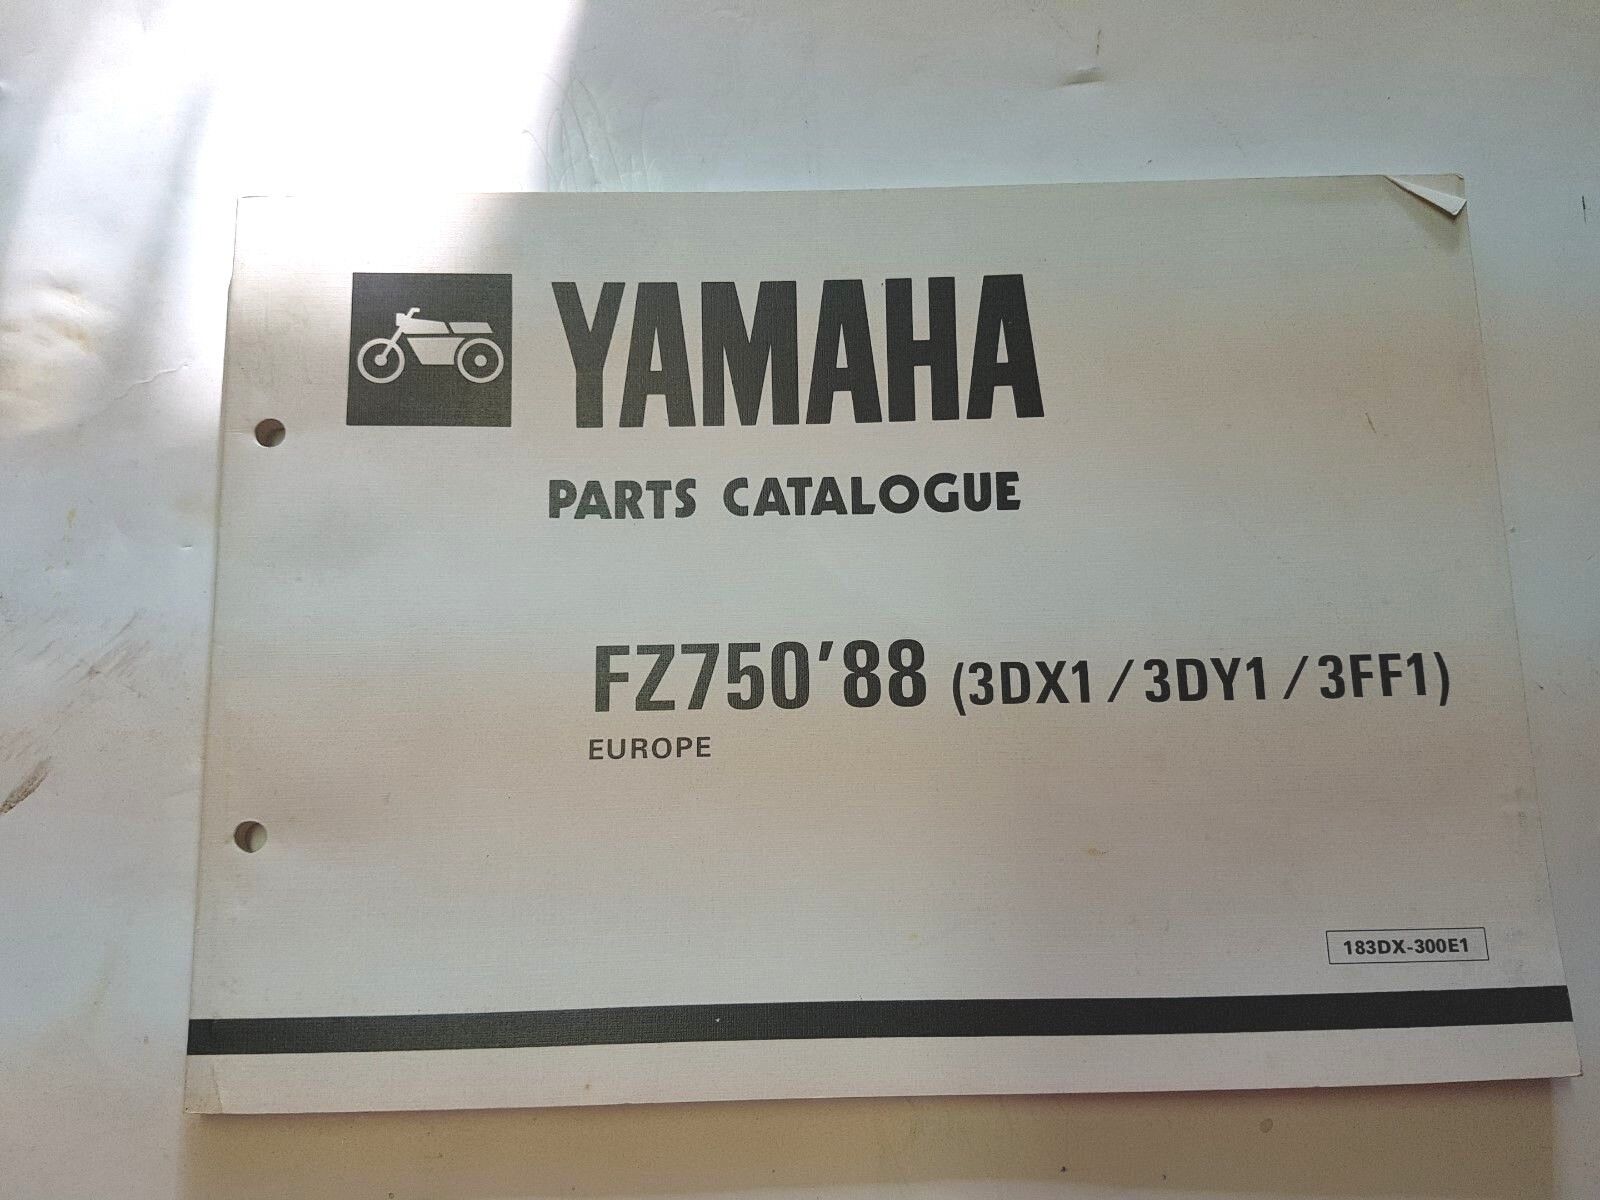 YAMAHA
PARTS CATALOGUE
FZ750'88 (3DX1/3DY1/3FF1)
EUROPE
183DX-300E1